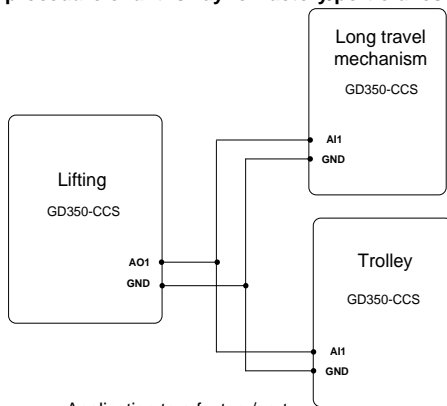 Long travel
mechanism
GD350-CCS
AI1
GND
Lifting
GD350-CCS
AO1
GND
Trolley
GD350-CCS
AI1
GND